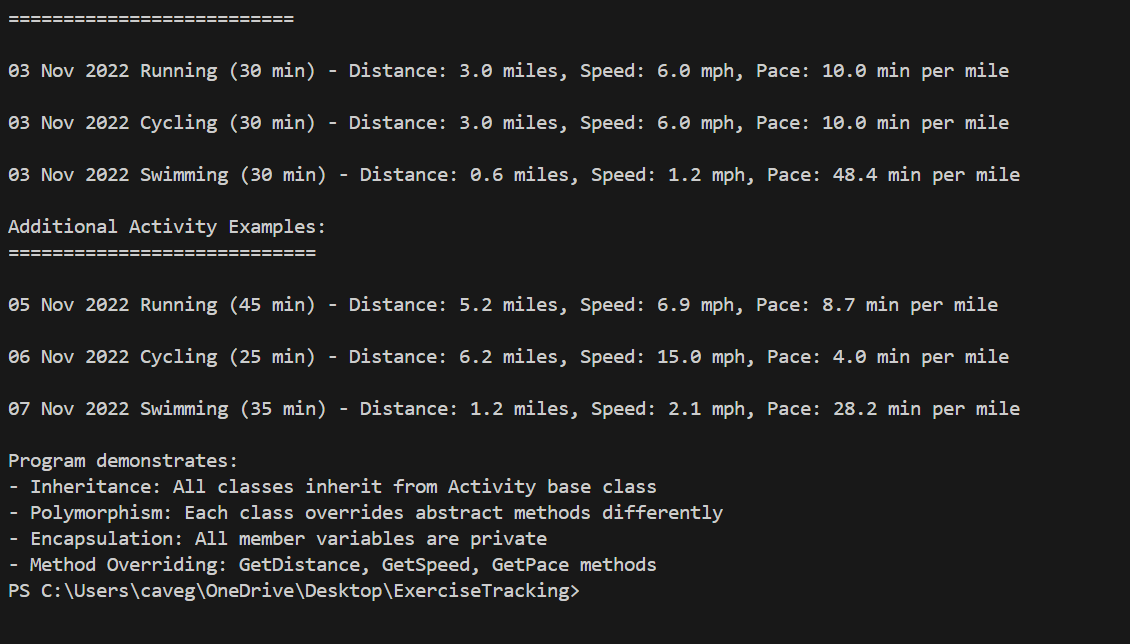 ==========================
03 Nov 2022 Running (30 min) - Distance: 3.0 miles, Speed: 6.0 mph, Pace: 10.0 min per mile
03 Nov 2022 Cycling (30 min) - Distance: 3.0 miles, Speed: 6.0 mph, Pace: 10.0 min per mile
03 Nov 2022 Swimming (30 min) - Distance: 0.6 miles, Speed: 1.2 mph, Pace: 48.4 min per mile
Additional Activity Examples:
============================
05 Nov 2022 Running (45 min) - Distance: 5.2 miles, Speed: 6.9 mph, Pace: 8.7 min per mile
06 Nov 2022 Cycling (25 min) - Distance: 6.2 miles, Speed: 15.0 mph, Pace: 4.0 min per mile
07 Nov 2022 Swimming (35 min) - Distance: 1.2 miles, Speed: 2.1 mph, Pace: 28.2 min per mile
Program demonstrates:
- Inheritance: All classes inherit from Activity base class
- Polymorphism: Each class overrides abstract methods differently
- Encapsulation: All member variables are private
- Method Overriding: GetDistance, GetSpeed, GetPace methods
PS C:\Users\caveg\OneDrive\Desktop\ExerciseTracking>